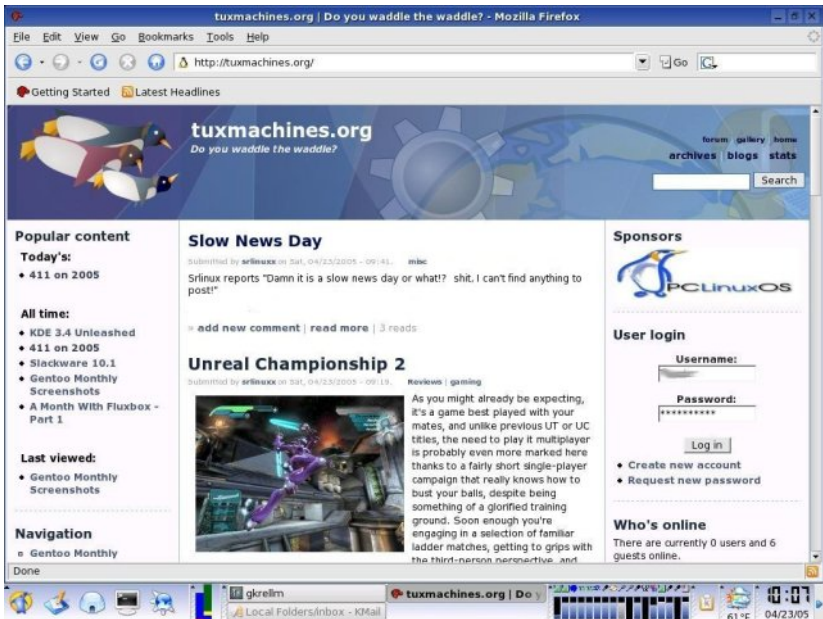 tuxmachines.org | Do you waddle the waddle? - Mozilla Firefox
File Edit View Go Bookmarks Tools Help
http://tuxmachines.org/
Go
G
Getting Started Latest Headlines
tuxmachines.org
Do you waddle the waddle?
forum gallery home
archives blogs stats
Search
Popular content
Today's:
411 on 2005
All time:
KDE 3.4 Unleashed
411 on 2005
Slackware 10.1
Gentoo Monthly
Screenshots
A Month With Fluxbox -
Part 1
Last viewed:
Gentoo Monthly
Screenshots
Navigation
Gentoo Monthly
Slow News Day
Submitted by srlinuxx on Sat, 04/23/2005 - 09:41. misc
Srlinux reports "Damn it is a slow news day or what!? shit, I can't find anything to
post!"
» add new comment | read more | 3 reads
Unreal Championship 2
Submitted by srlinuxx on Sat, 04/23/2005 - 09:19. Reviews | gaming
As you might already be expecting,
it's a game best played with your
mates, and unlike previous UT or UC
titles, the need to play it multiplayer
is probably even more marked here
thanks to a fairly short single-player
campaign that really knows how to
bust your balls, despite being
something of a glorified training
ground. Soon enough you're
engaging in a selection of familiar
ladder matches, getting to grips with
the third-person perspective, and
Sponsors
PCLinuxOS
User login
Username:
Password:
**********
Log in
Create new account
Request new password
Who's online
There are currently 0 users and 6
guests online.
Done
gkrellm
Local Folders/inbox - KMail
tuxmachines.org | Do y
61°F
10:07
04/23/05